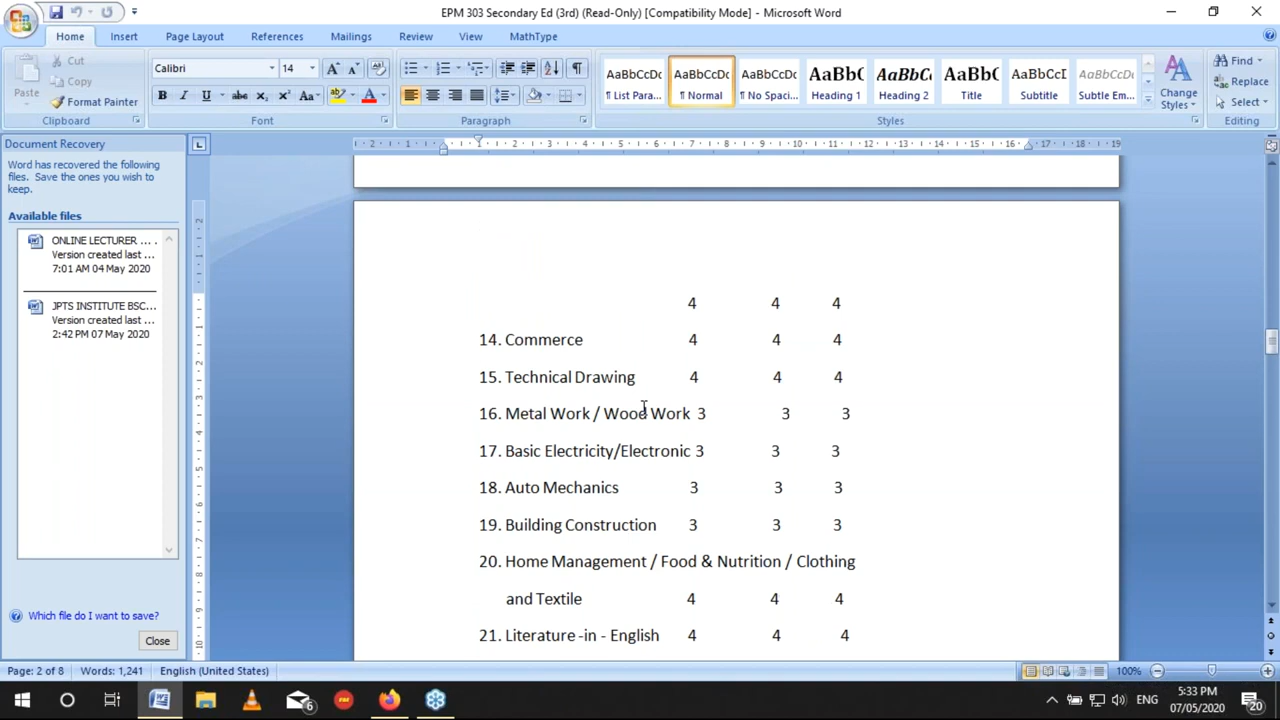 EPM 303 Secondary Ed (3rd) (Read-Only) [Compatibility Mode] - Microsoft Word
Home Insert Page Layout References Mailings Review View MathType
Paste
Cut
Copy
Format Painter
Clipboard
Calibri 14
Font
Paragraph
AaBbCcDc AaBbCcDc AaBbCcDc AaBbC AaBbCc AaBbC AaBbCcI AaBbCcDc
¶ List Para... ¶ Normal ¶ No Spaci... Heading 1 Heading 2 Title Subtitle Subtle Em...
Change Styles
Styles
Find
Replace
Select
Editing
Document Recovery
Word has recovered the following
files. Save the ones you wish to
keep.
Available files
ONLINE LECTURER ... .
Version created last ...
7:01 AM 04 May 2020
JPTS INSTITUTE BSC...
Version created last ...
2:42 PM 07 May 2020
Which file do I want to save?
Close
4 4 4
14. Commerce 4 4 4
15. Technical Drawing 4 4 4
16. Metal Work / Wood Work 3 3 3
17. Basic Electricity/Electronic 3 3 3
18. Auto Mechanics 3 3 3
19. Building Construction 3 3 3
20. Home Management / Food & Nutrition / Clothing
and Textile 4 4 4
21. Literature -in - English 4 4 4
Page: 2 of 8 Words: 1,241 English (United States) 100%
6 ENG 5:33 PM
07/05/2020 20